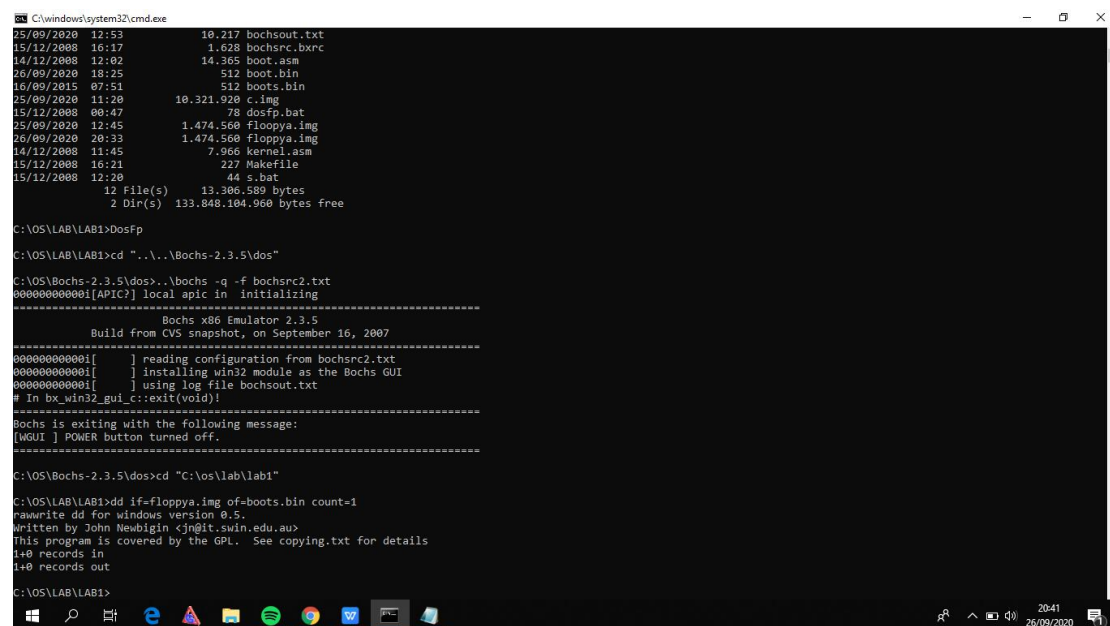 C:\windows\system32\cmd.exe
25/09/2020  12:53            10.217 bochsout.txt
15/12/2008  16:17             1.628 bochsrc.bxrc
14/12/2008  12:02            14.365 boot.asm
26/09/2020  18:25               512 boot.bin
16/09/2015  07:51               512 boots.bin
25/09/2020  11:20        10.321.920 c.img
15/12/2008  00:47                78 dosfp.bat
25/09/2020  12:45         1.474.560 floopya.img
26/09/2020  20:33         1.474.560 floppya.img
14/12/2008  11:45             7.966 kernel.asm
15/12/2008  16:21               227 Makefile
15/12/2008  12:20                44 s.bat
12 File(s)     13.306.589 bytes
2 Dir(s)  133.848.104.960 bytes free
C:\OS\LAB\LAB1>DosFp
C:\OS\LAB\LAB1>cd "..\..\Bochs-2.3.5\dos"
C:\OS\Bochs-2.3.5\dos>..\bochs -q -f bochsrc2.txt
00000000000i[APIC?] local apic in  initializing
========================================================================
Bochs x86 Emulator 2.3.5
Build from CVS snapshot, on September 16, 2007
========================================================================
00000000000i[     ] reading configuration from bochsrc2.txt
00000000000i[     ] installing win32 module as the Bochs GUI
00000000000i[     ] using log file bochsout.txt
# In bx_win32_gui_c::exit(void)!
========================================================================
Bochs is exiting with the following message:
[WGUI ] POWER button turned off.
========================================================================
C:\OS\Bochs-2.3.5\dos>cd "C:\os\lab\lab1"
C:\OS\LAB\LAB1>dd if=floppya.img of=boots.bin count=1
rawwrite dd for windows version 0.5.
Written by John Newbigin <jn@it.swin.edu.au>
This program is covered by the GPL.  See copying.txt for details
1+0 records in
1+0 records out
C:\OS\LAB\LAB1>
20:41
26/09/2020